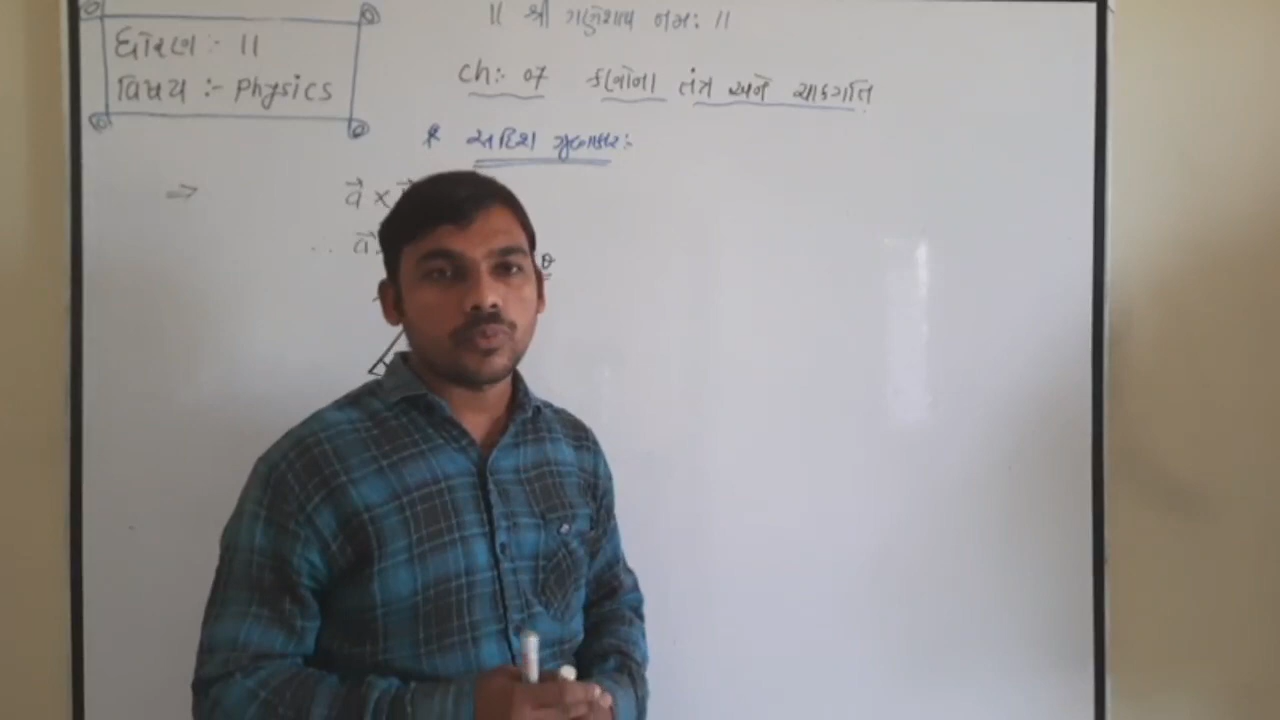 ધોરણ :- 11
વિષય :- Physics
॥ શ્રી ગણેશાય નમઃ ॥
Ch :- 07 કણોના તંત્ર અને ચાકગતિ
* સદિશ ગુણાકાર :-
⇒ a⃗ ×
∴ a⃗
θ